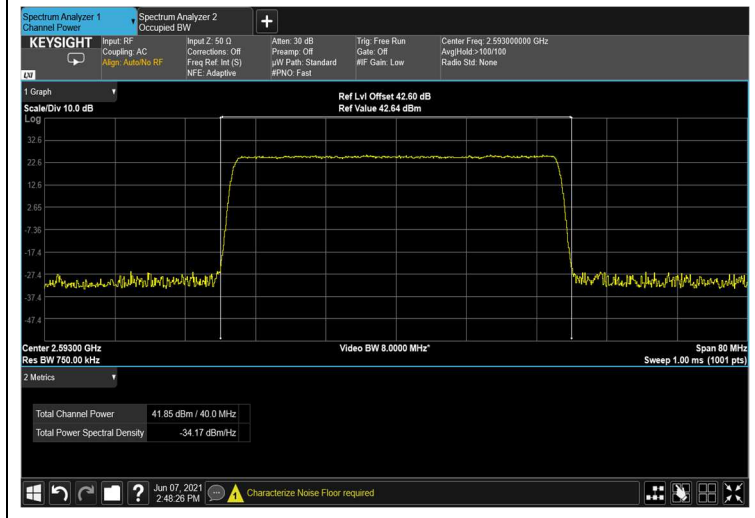 Spectrum Analyzer 1
Channel Power
Spectrum Analyzer 2
Occupied BW
KEYSIGHT
LXI
Input: RF
Coupling: AC
Align: Auto/No RF
Input Z: 50 Ω
Corrections: Off
Freq Ref: Int (S)
NFE: Adaptive
Atten: 30 dB
Preamp: Off
µW Path: Standard
#PNO: Fast
Trig: Free Run
Gate: Off
#IF Gain: Low
Center Freq: 2.593000000 GHz
Avg|Hold:>100/100
Radio Std: None
1 Graph
Scale/Div 10.0 dB
Log
Ref Lvl Offset 42.60 dB
Ref Value 42.64 dBm
32.6
22.6
12.6
2.65
-7.36
-17.4
-27.4
-37.4
-47.4
Center 2.59300 GHz
Res BW 750.00 kHz
Video BW 8.0000 MHz*
Span 80 MHz
Sweep 1.00 ms (1001 pts)
2 Metrics
Total Channel Power 41.85 dBm / 40.0 MHz
Total Power Spectral Density -34.17 dBm/Hz
?
Jun 07, 2021
2:48:26 PM
1
Characterize Noise Floor required